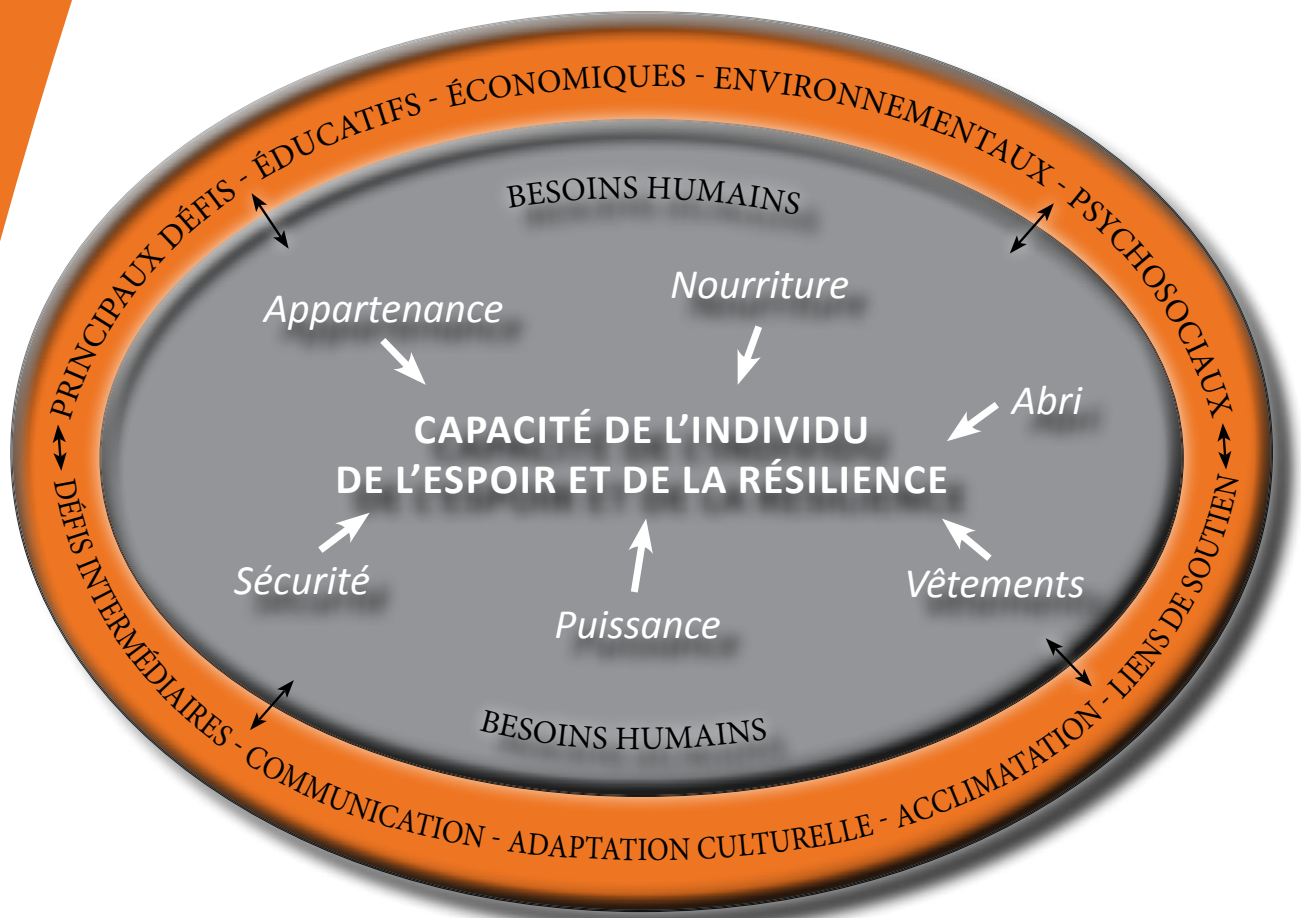 PRINCIPAUX DÉFIS - ÉDUCATIFS - ÉCONOMIQUES - ENVIRONNEMENTAUX - PSYCHOSOCIAUX
BESOINS HUMAINS
Appartenance
Nourriture
Abri
CAPACITÉ DE L'INDIVIDU
DE L'ESPOIR ET DE LA RÉSILIENCE
Sécurité
Puissance
Vêtements
BESOINS HUMAINS
DÉFIS INTERMÉDIAIRES - COMMUNICATION - ADAPTATION CULTURELLE - ACCLIMATATION - LIENS DE SOUTIEN